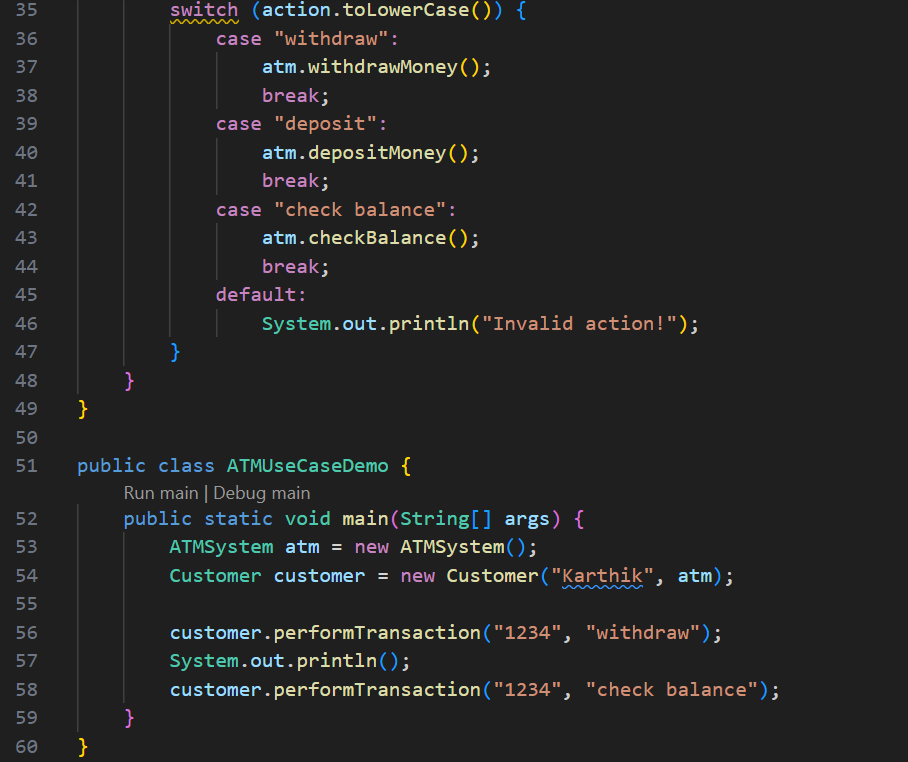 35 switch (action.toLowerCase()) {
36 case "withdraw":
37 atm.withdrawMoney();
38 break;
39 case "deposit":
40 atm.depositMoney();
41 break;
42 case "check balance":
43 atm.checkBalance();
44 break;
45 default:
46 System.out.println("Invalid action!");
47 }
48 }
49 }
50
51 public class ATMUseCaseDemo {
Run main | Debug main
52 public static void main(String[] args) {
53 ATMSystem atm = new ATMSystem();
54 Customer customer = new Customer("Karthik", atm);
55
56 customer.performTransaction("1234", "withdraw");
57 System.out.println();
58 customer.performTransaction("1234", "check balance");
59 }
60 }